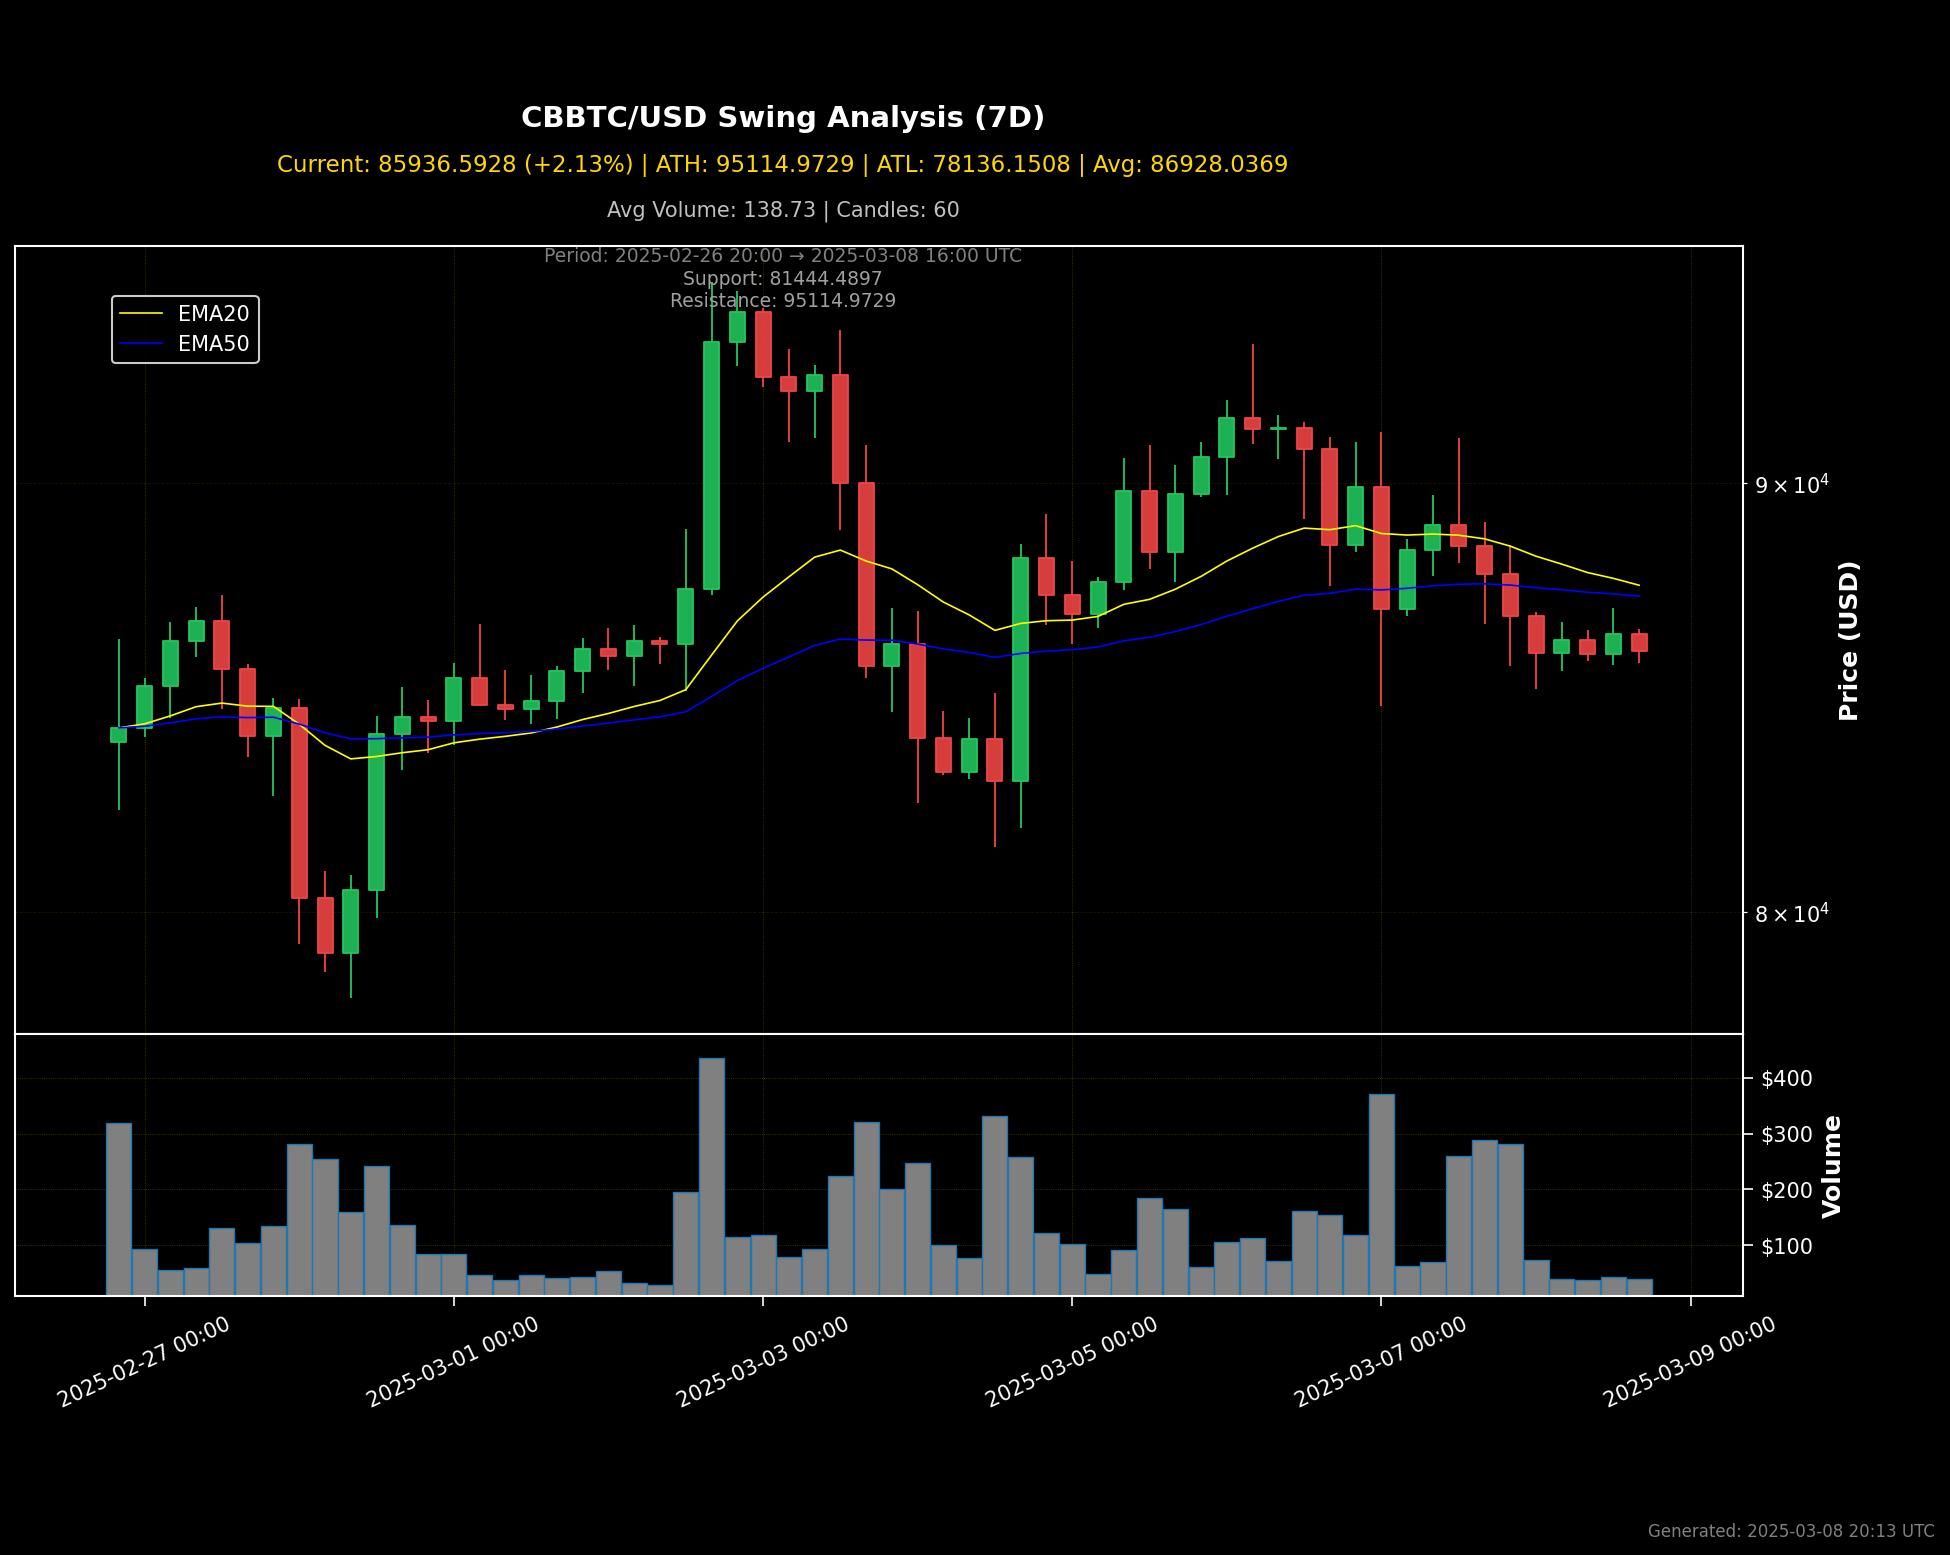 CBBTC/USD Swing Analysis (7D)
Current: 85936.5928 (+2.13%) | ATH: 95114.9729 | ATL: 78136.1508 | Avg: 86928.0369
Avg Volume: 138.73 | Candles: 60
Period: 2025-02-26 20:00 → 2025-03-08 16:00 UTC
Support: 81444.4897
Resistance: 95114.9729
EMA20
EMA50
9 × 10⁴
8 × 10⁴
Price (USD)
$400
$300
$200
$100
Volume
2025-02-27 00:00
2025-03-01 00:00
2025-03-03 00:00
2025-03-05 00:00
2025-03-07 00:00
2025-03-09 00:00
Generated: 2025-03-08 20:13 UTC